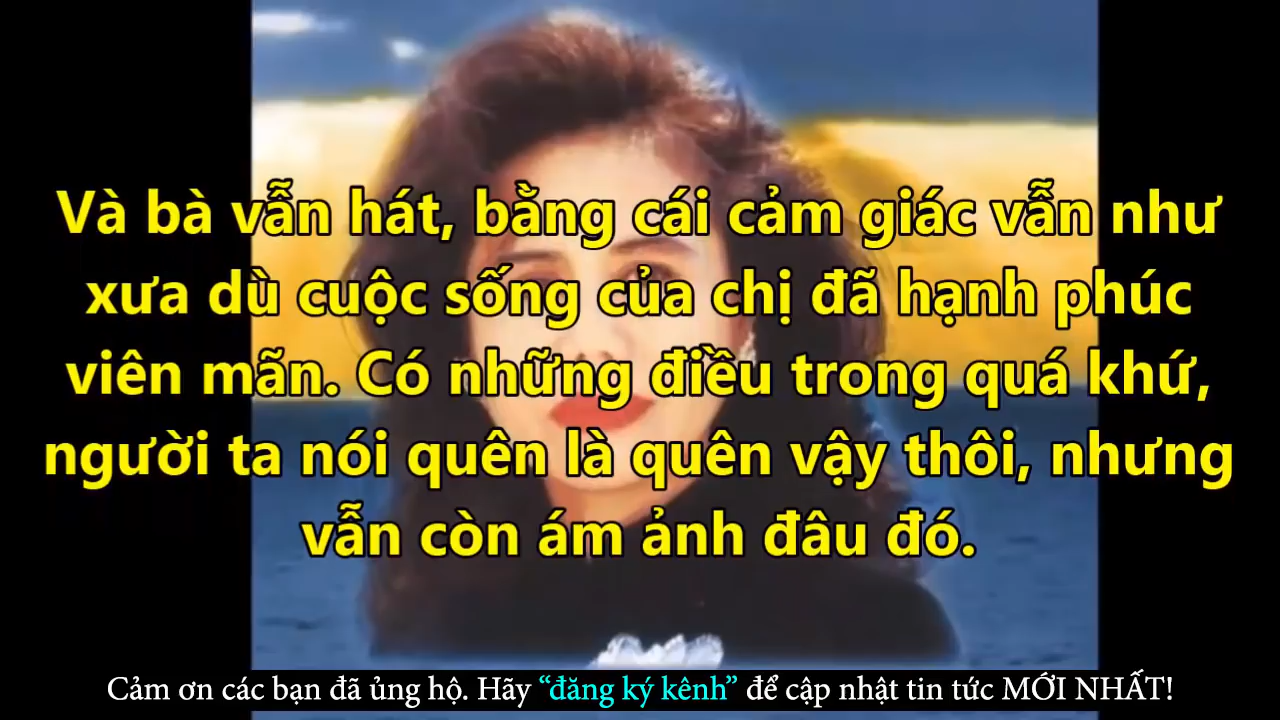 Và bà vẫn hát, bằng cái cảm giác vẫn như
xưa dù cuộc sống của chị đã hạnh phúc
viên mãn. Có những điều trong quá khứ,
người ta nói quên là quên vậy thôi, nhưng
vẫn còn ám ảnh đâu đó.
Cảm ơn các bạn đã ủng hộ. Hãy “đăng ký kênh” để cập nhật tin tức MỚI NHẤT!